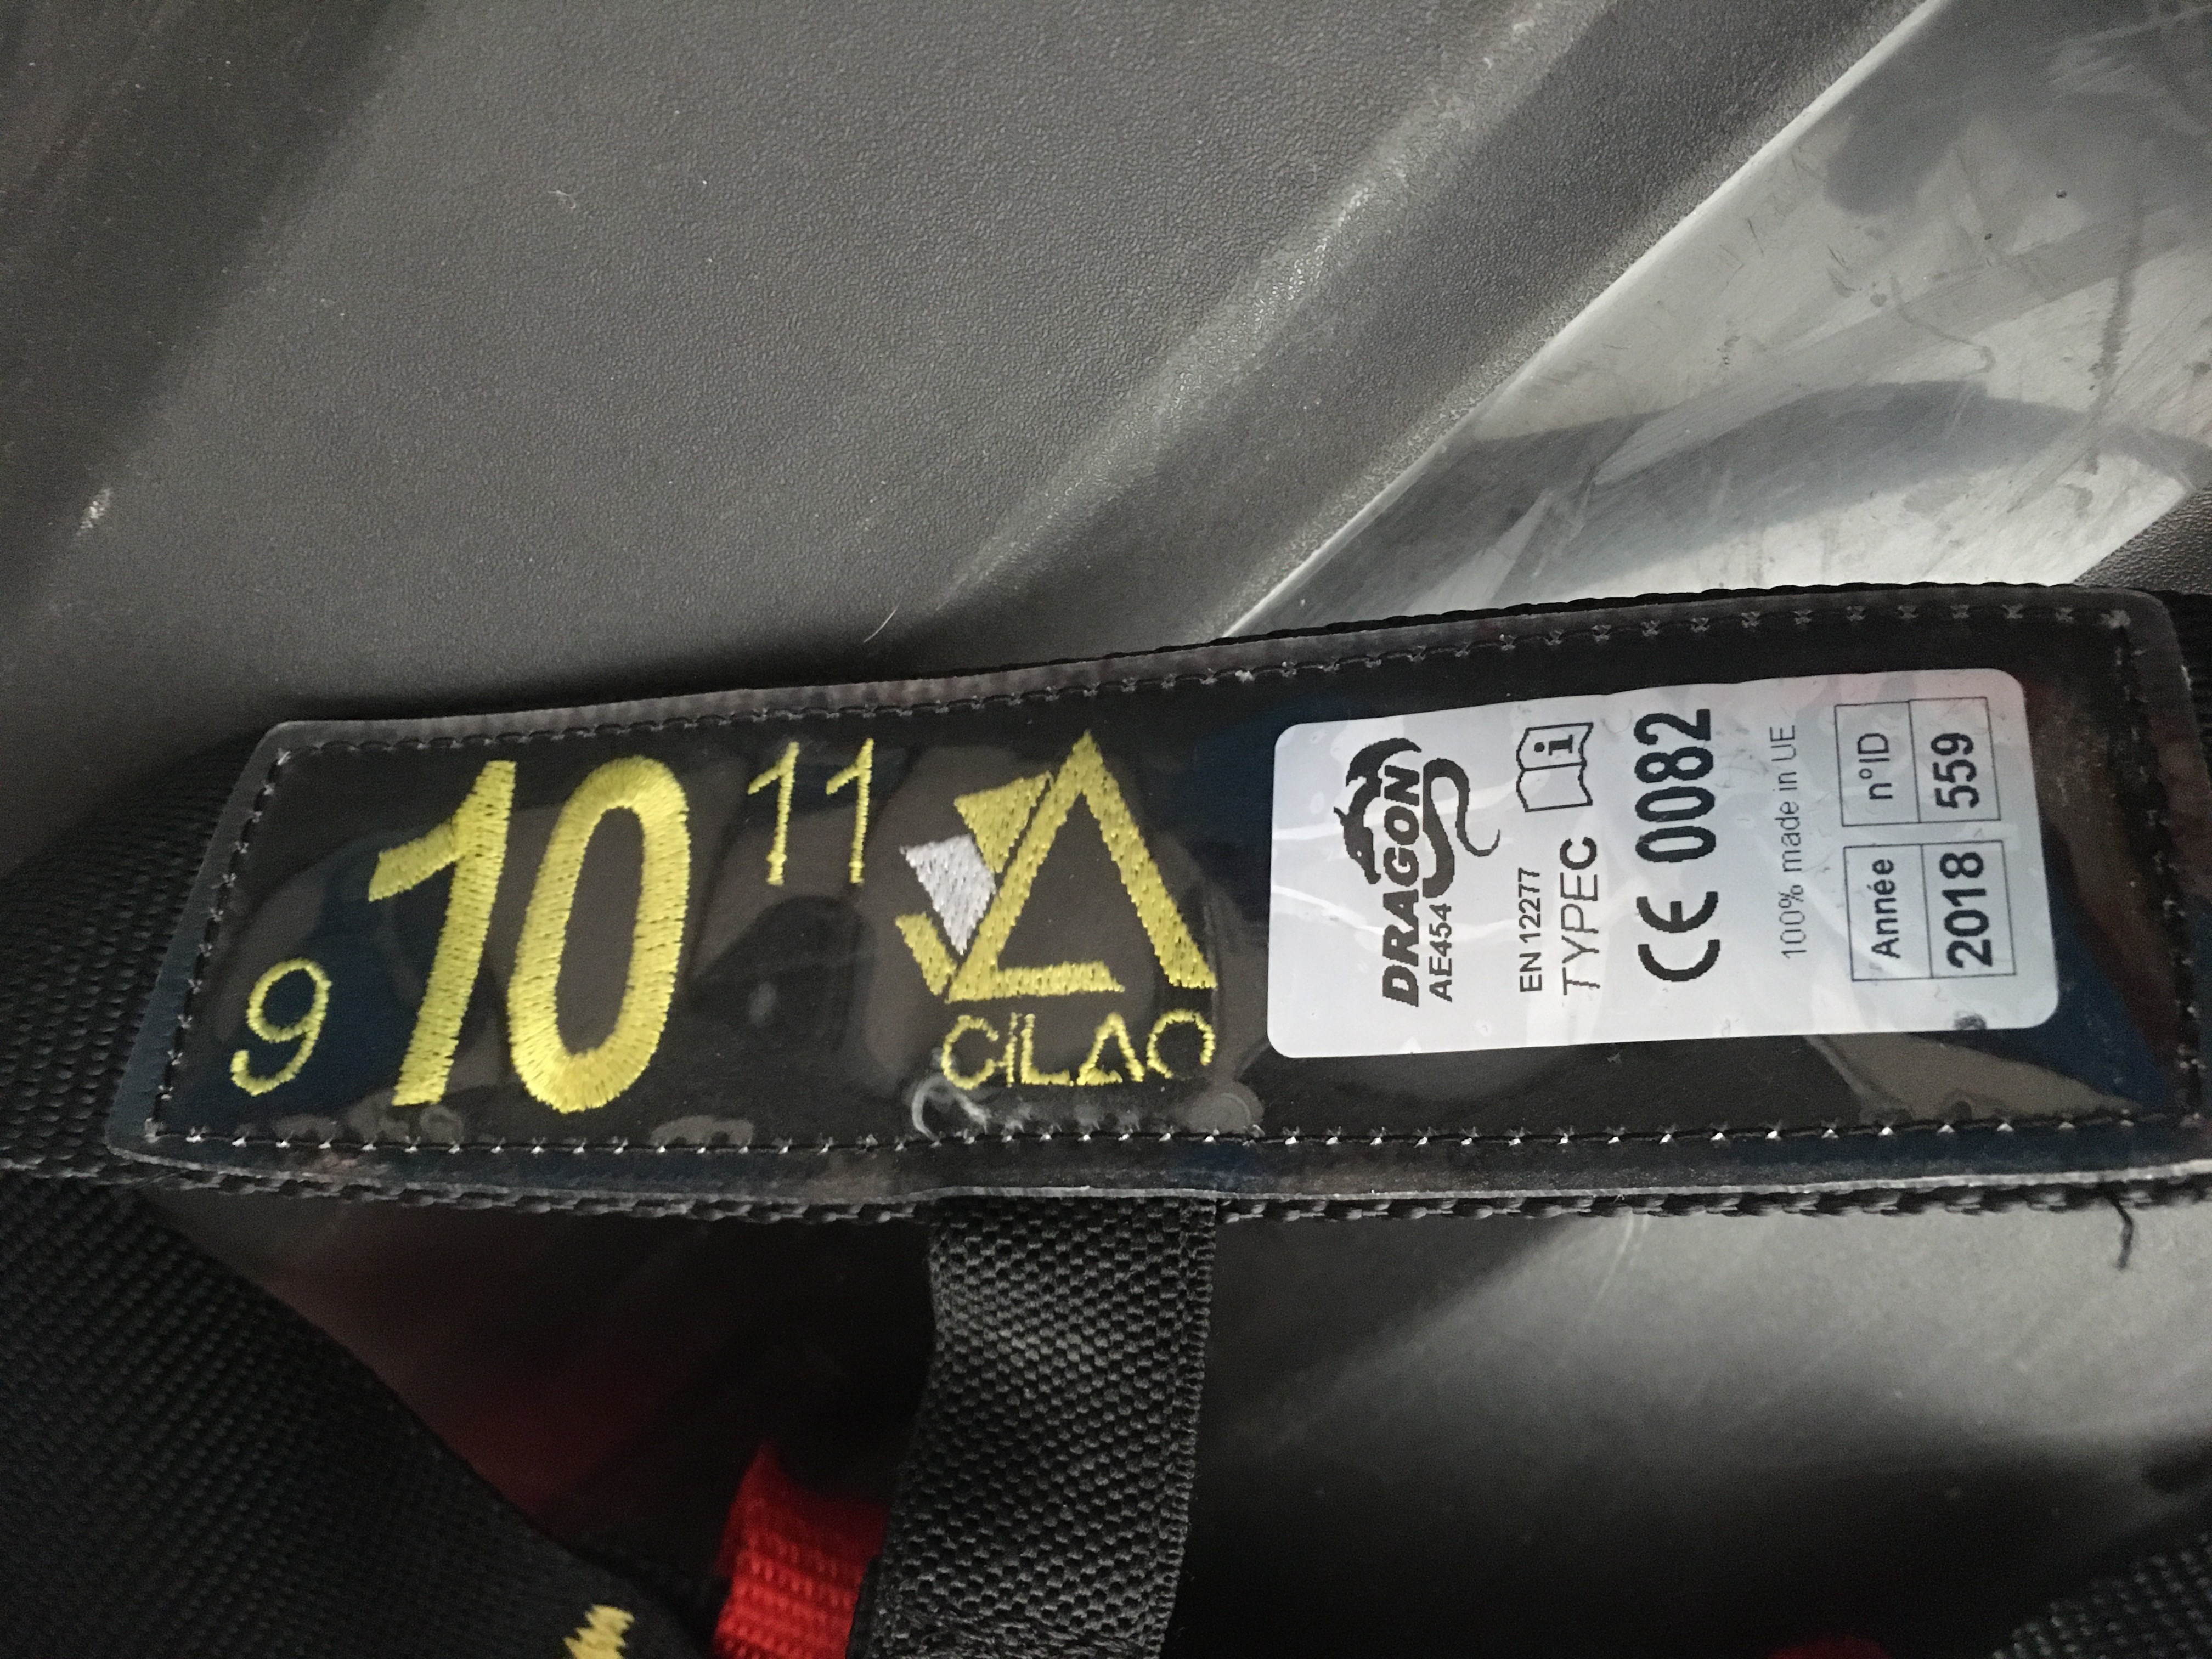 9 10 11
CiLAO
DRAGON
AE454
EN 12277
TYPE C
CE 0082
100% made in UE
Année n°ID
2018 559